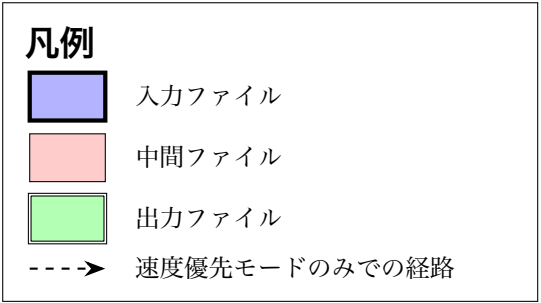 凡例
入力ファイル
中間ファイル
出力ファイル
速度優先モードのみでの経路